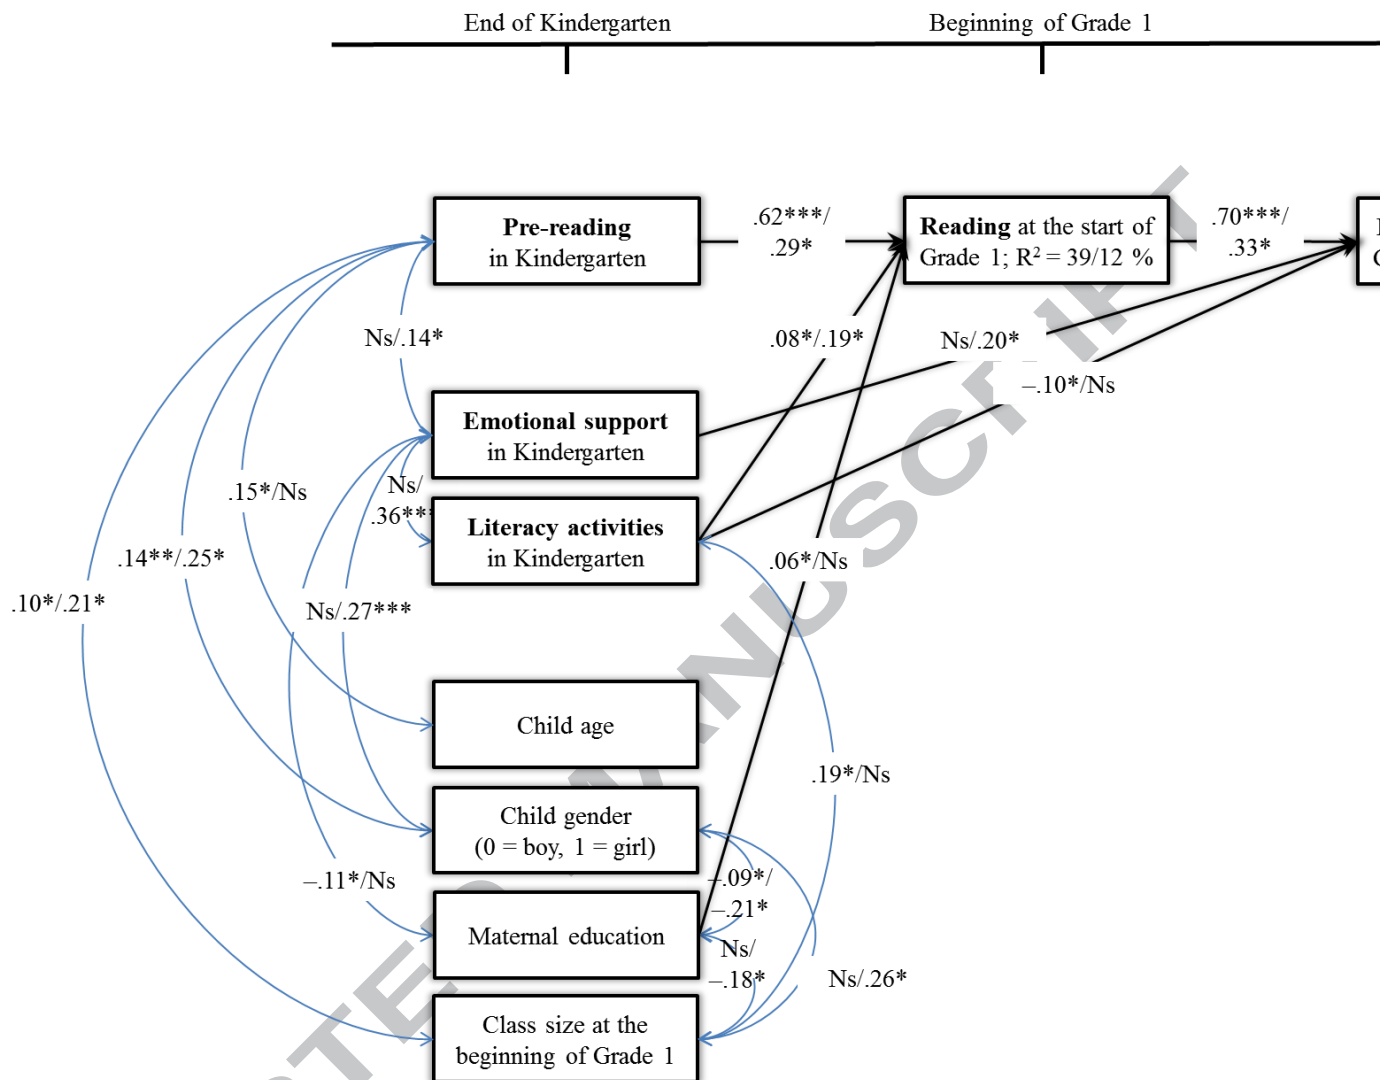 End of Kindergarten
Beginning of Grade 1
Pre-reading
in Kindergarten
.62***/
.29*
Reading at the start of
Grade 1; R² = 39/12 %
.70***/
.33*
Ns/.14*
.08*/.19*
Ns/.20*
–.10*/Ns
Emotional support
in Kindergarten
Ns/
.36***
.15*/Ns
Literacy activities
in Kindergarten
.14**/.25*
.06*/Ns
.10*/.21*
Ns/.27***
Child age
.19*/Ns
Child gender
(0 = boy, 1 = girl)
–.11*/Ns
–.09*/
–.21*
Maternal education
Ns/
–.18*
Ns/.26*
Class size at the
beginning of Grade 1